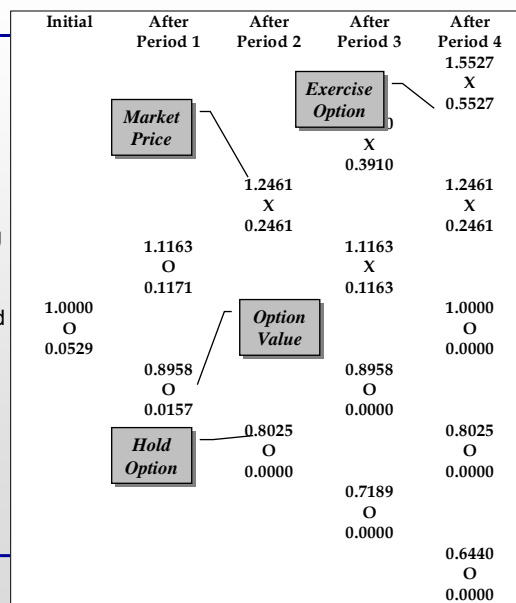 Initial After After After After
Period 1 Period 2 Period 3 Period 4
1.5527
X
0.5527
Exercise
Option
0
X
0.3910
Market
Price
1.2461
X
0.2461
1.2461
X
0.2461
1.1163
O
0.1171
1.1163
X
0.1163
d
1.0000
O
0.0529
Option
Value
1.0000
O
0.0000
0.8958
O
0.0157
0.8958
O
0.0000
Hold
Option
0.8025
O
0.0000
0.8025
O
0.0000
0.7189
O
0.0000
0.6440
O
0.0000